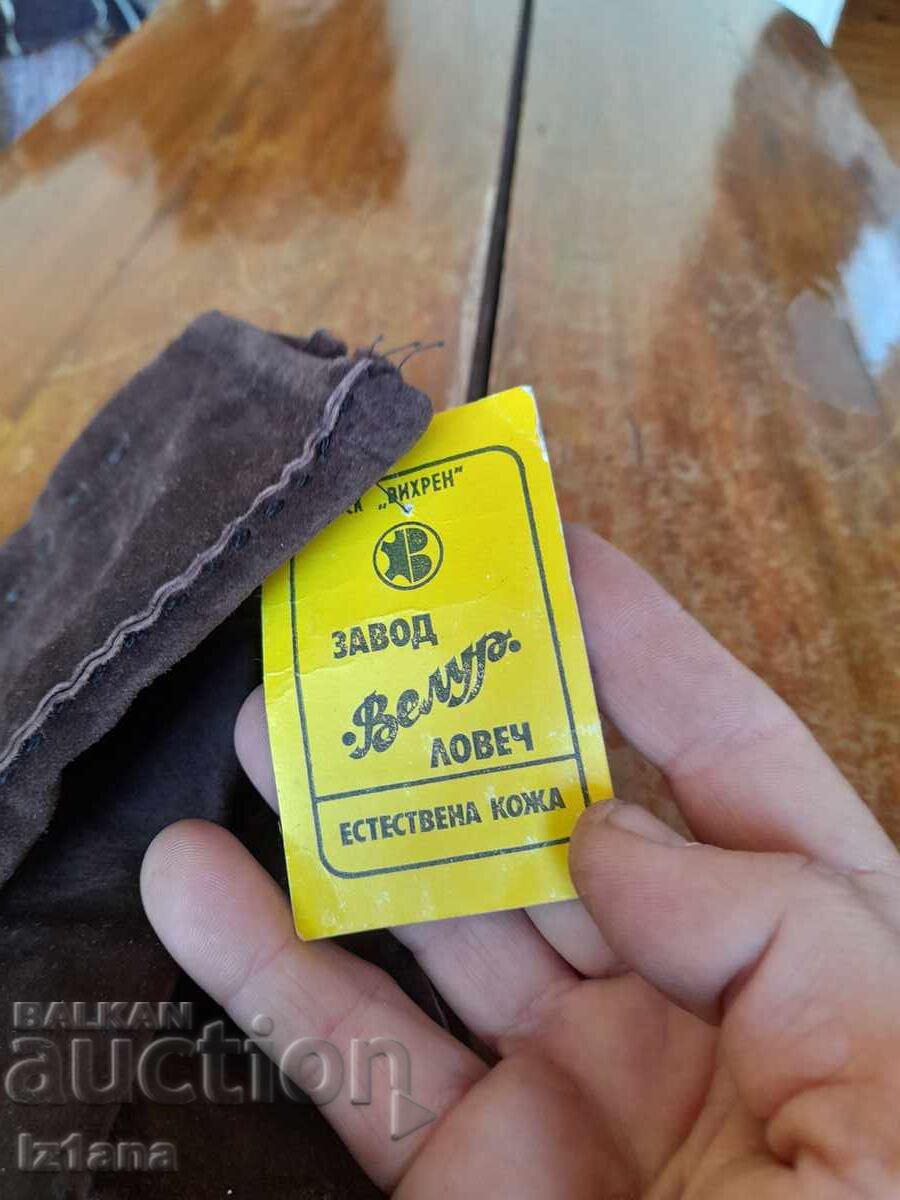 „ВИХРЕН"
В
ЗАВОД
„Велур"
ЛОВЕЧ
ЕСТЕСТВЕНА КОЖА
BALKAN
auction
Iz1ana